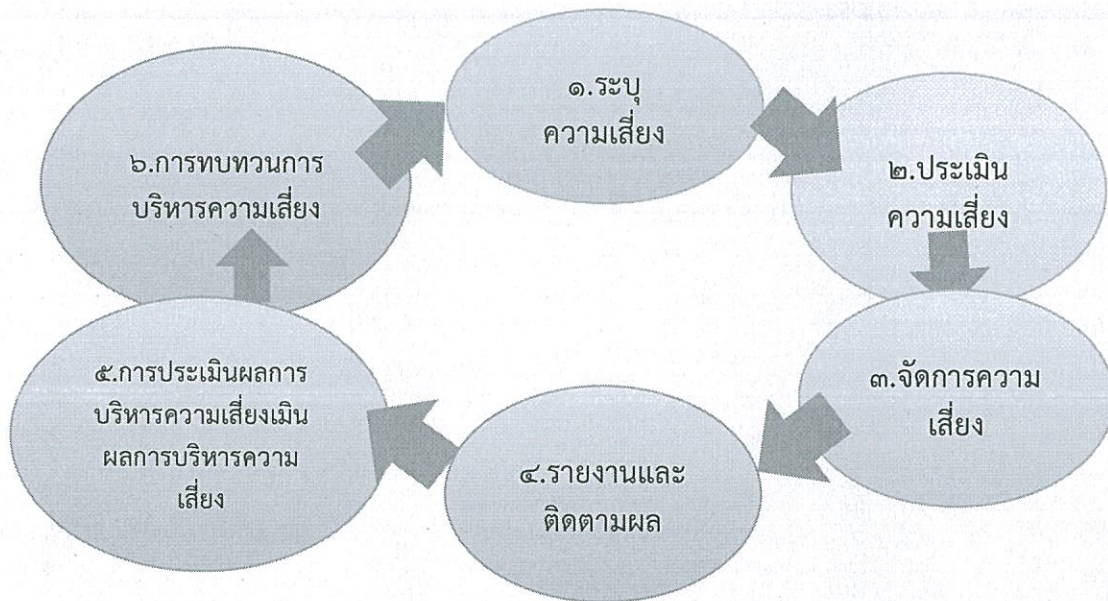 ๑.ระบุ
ความเสี่ยง
๒.ประเมิน
ความเสี่ยง
๓.จัดการความ
เสี่ยง
๔.รายงานและ
ติดตามผล
๕.การประเมินผลการ
บริหารความเสี่ยงเมิน
ผลการบริหารความ
เสี่ยง
๖.การทบทวนการ
บริหารความเสี่ยง